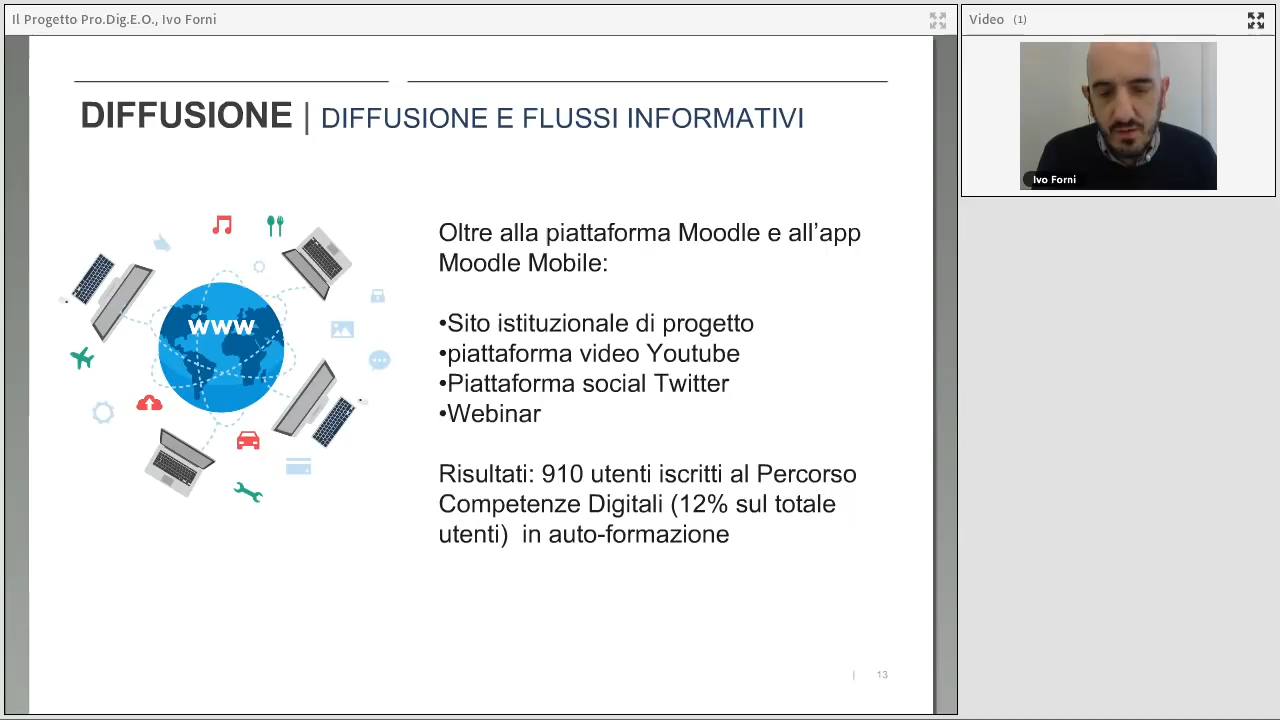 Il Progetto Pro.Dig.E.O., Ivo Forni
Video (1)
Ivo Forni
DIFFUSIONE | DIFFUSIONE E FLUSSI INFORMATIVI
www
Oltre alla piattaforma Moodle e all’app
Moodle Mobile:
•Sito istituzionale di progetto
•piattaforma video Youtube
•Piattaforma social Twitter
•Webinar
Risultati: 910 utenti iscritti al Percorso
Competenze Digitali (12% sul totale
utenti)  in auto-formazione
| 13